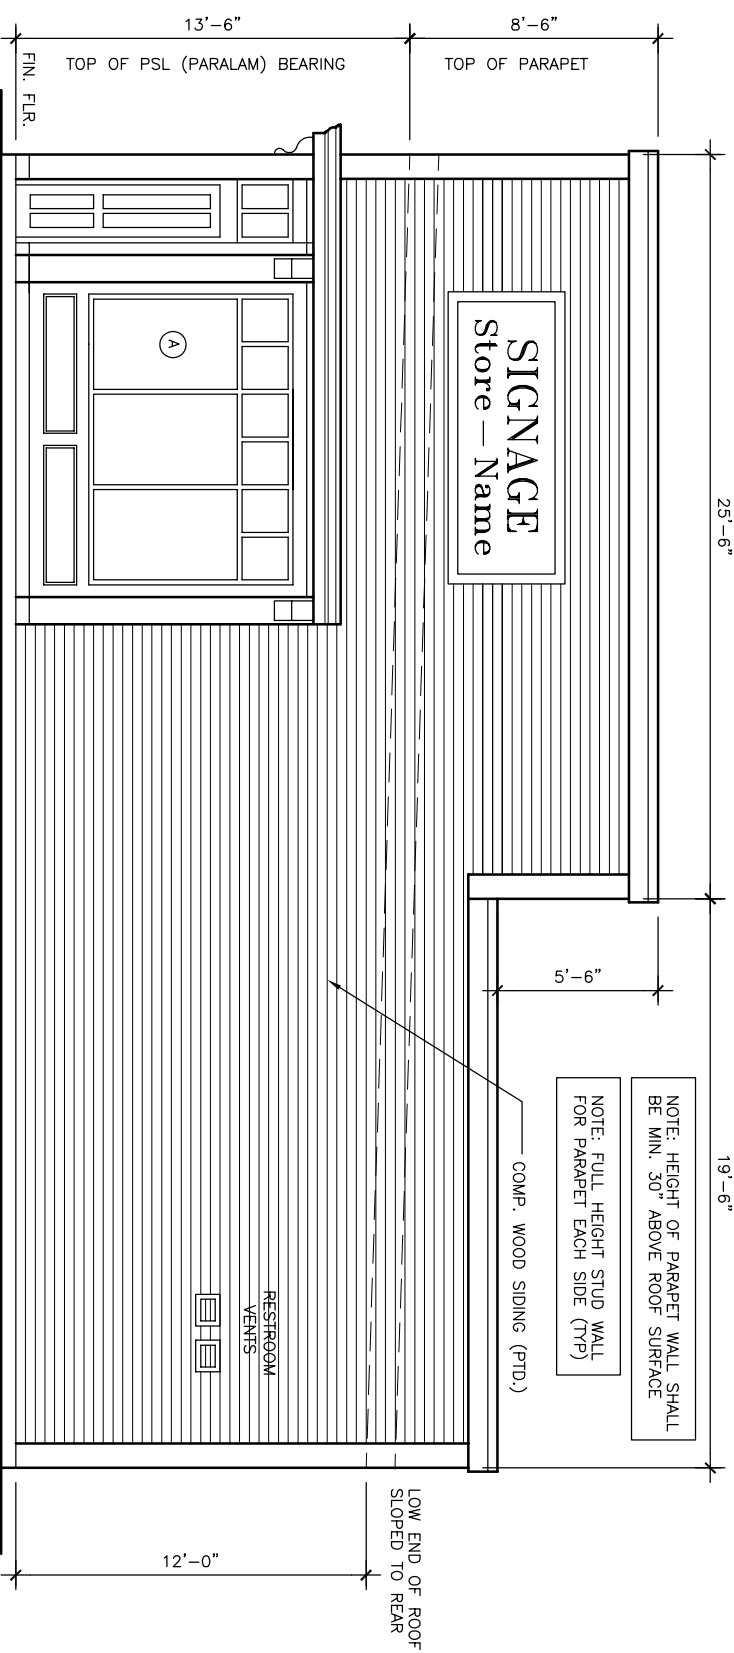 13'-6"
8'-6"
TOP OF PSL (PARALAM) BEARING
TOP OF PARAPET
FIN. FLR.
25'-6"
19'-6"
SIGNAGE
Store-Name
A
5'-6"
NOTE: HEIGHT OF PARAPET WALL SHALL
BE MIN. 30" ABOVE ROOF SURFACE
NOTE: FULL HEIGHT STUD WALL
FOR PARAPET EACH SIDE (TYP)
COMP. WOOD SIDING (PTD.)
RESTROOM
VENTS
LOW END OF ROOF
SLOPED TO REAR
12'-0"